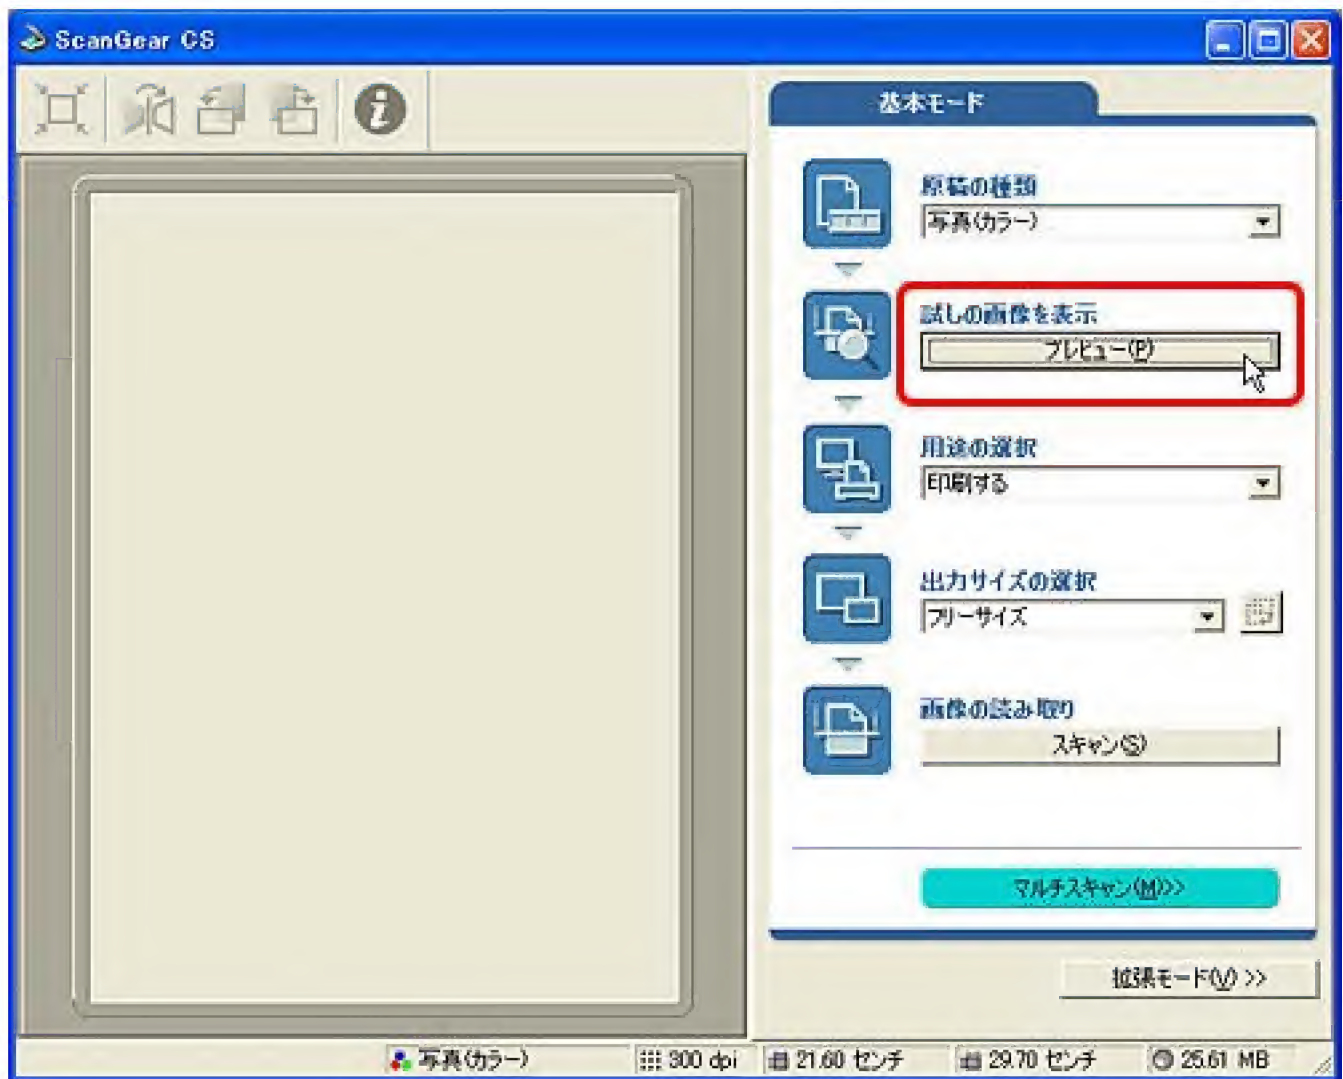 ScanGear CS
基本モード
原稿の種類
写真(カラー)
試しの画像を表示
プレビュー(P)
用途の選択
印刷する
出力サイズの選択
フリーサイズ
画像の読み取り
スキャン(S)
マルチスキャン(M)>>
拡張モード(V) >>
写真(カラー) 300 dpi 21.60 センチ 29.70 センチ 25.61 MB